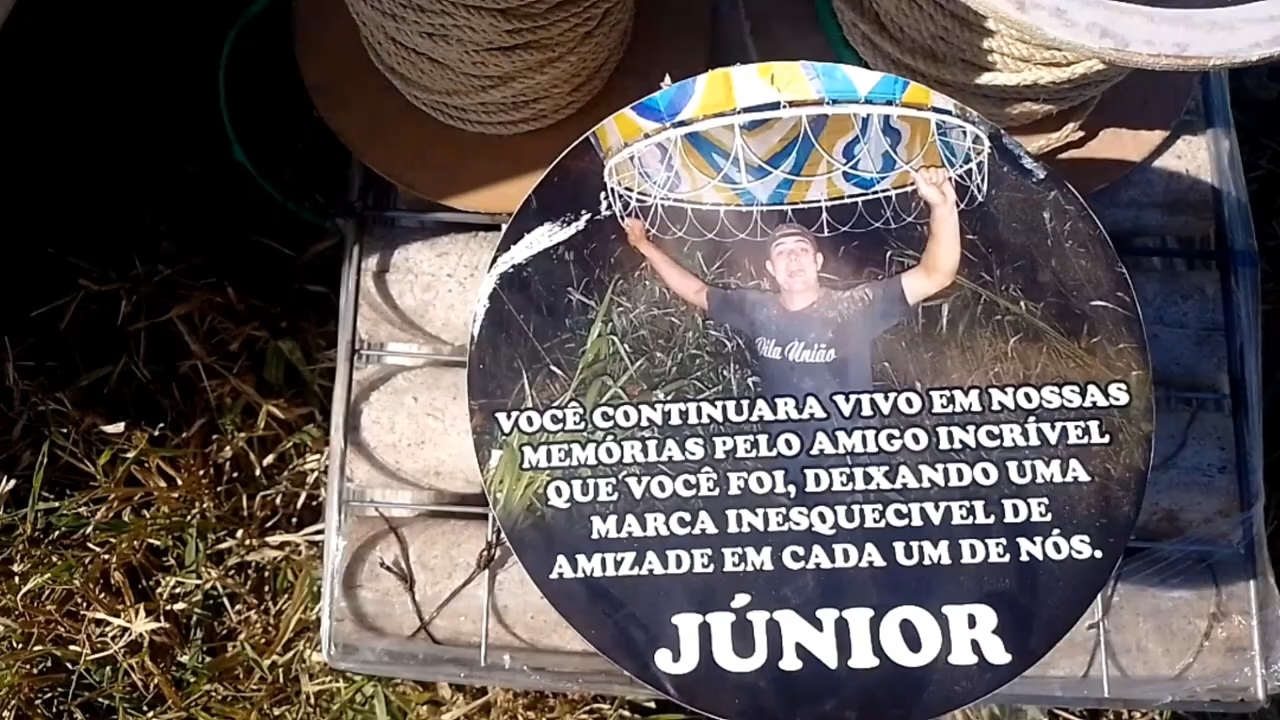 Vila União
VOCÊ CONTINUARA VIVO EM NOSSAS
MEMÓRIAS PELO AMIGO INCRÍVEL
QUE VOCÊ FOI, DEIXANDO UMA
MARCA INESQUECIVEL DE
AMIZADE EM CADA UM DE NÓS.
JÚNIOR